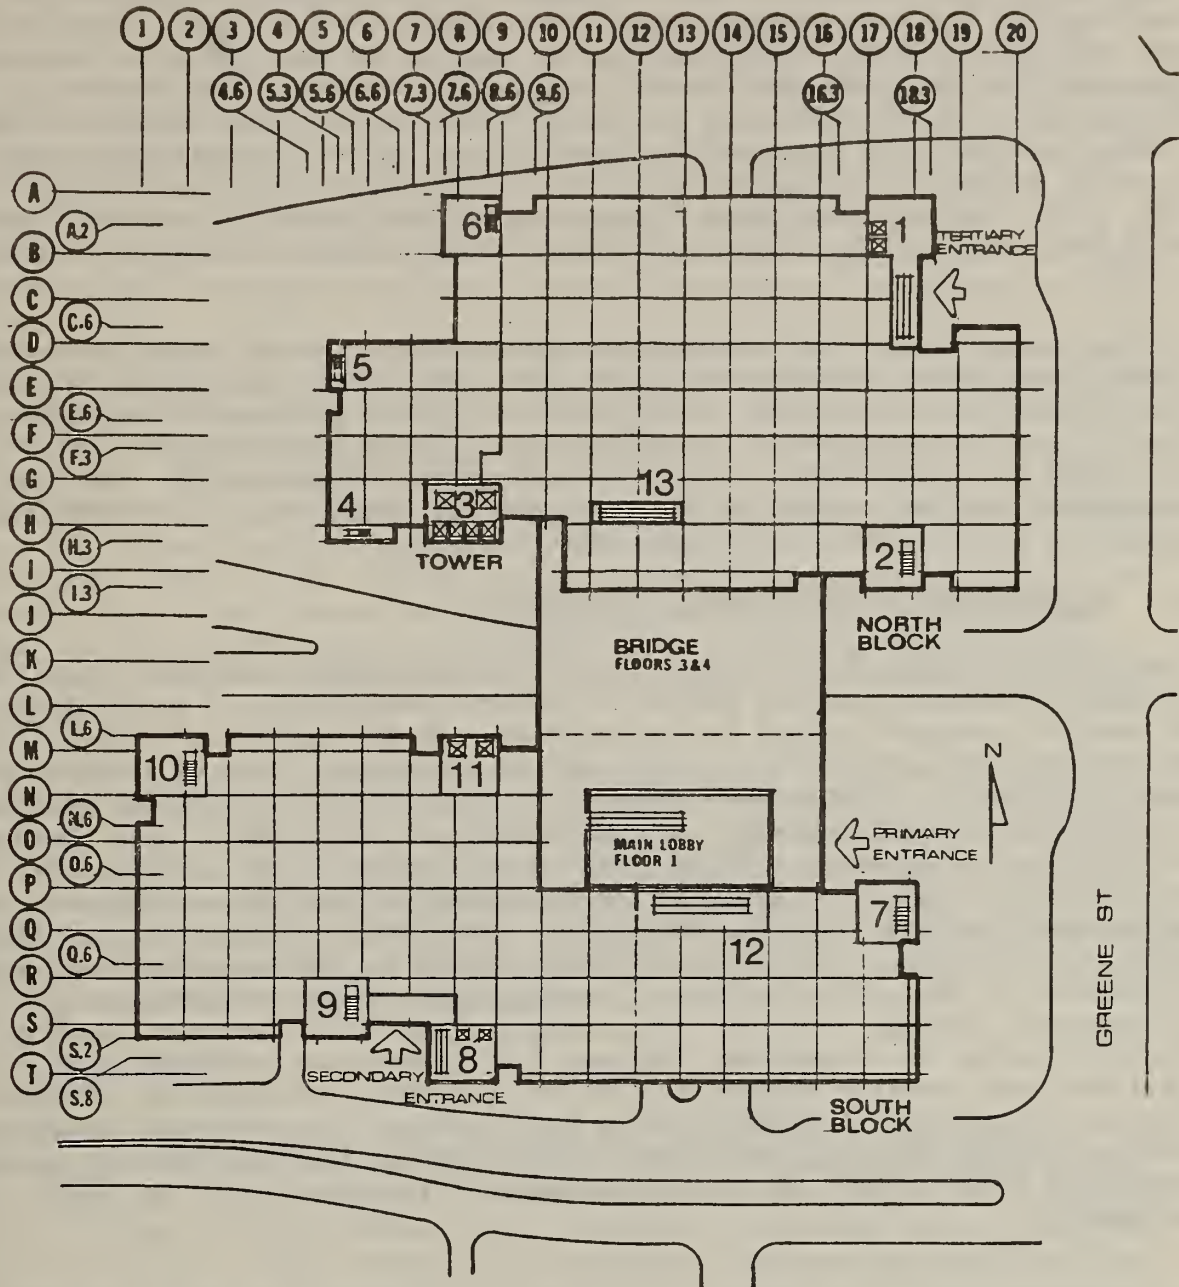 1 2 3 4 5 6 7 8 9 10 11 12 13 14 15 16 17 18 19 20
4.6 5.3 5.6 6.6 7.3 7.6 8.6 9.6 16.3 18.3
A
A.2
B
C
C.6
D
E
E.6
F
F.3
G
H
H.3
I
I.3
J
K
L
L.6
M
N
N.6
O
O.6
P
Q
Q.6
R
S
S.2
T
S.8
6
1
TERTIARY
ENTRANCE
5
4
3
TOWER
13
2
NORTH
BLOCK
BRIDGE
FLOORS 3&4
10
11
N
MAIN LOBBY
FLOOR 1
PRIMARY
ENTRANCE
7
12
9
8
SECONDARY
ENTRANCE
SOUTH
BLOCK
GREENE ST